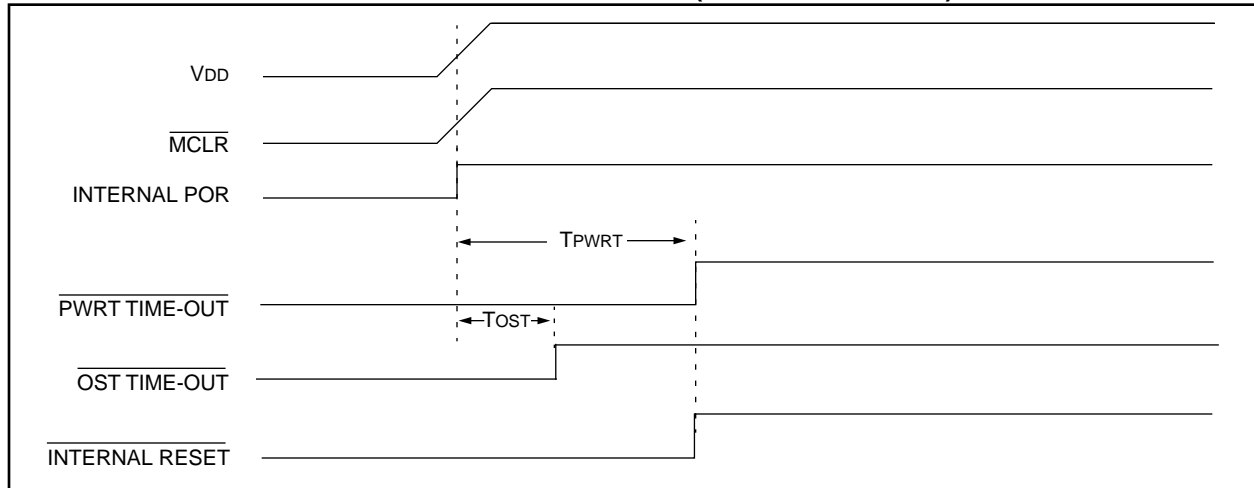 VDD
MCLR
INTERNAL POR
TPWRT
PWRT TIME-OUT
TOST
OST TIME-OUT
INTERNAL RESET